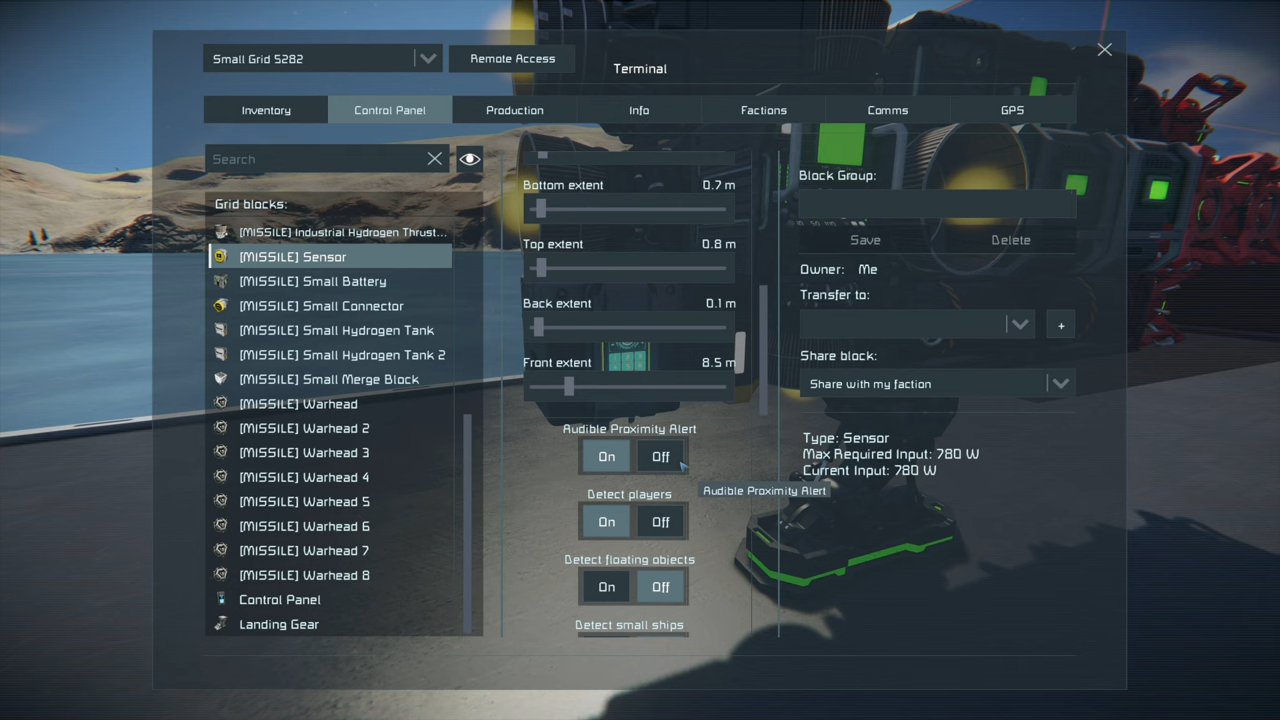 Small Grid 5282
Remote Access
Terminal
Inventory
Control Panel
Production
Info
Factions
Comms
GPS
Search
Grid blocks:
[MISSILE] Industrial Hydrogen Thrust...
[MISSILE] Sensor
[MISSILE] Small Battery
[MISSILE] Small Connector
[MISSILE] Small Hydrogen Tank
[MISSILE] Small Hydrogen Tank 2
[MISSILE] Small Merge Block
[MISSILE] Warhead
[MISSILE] Warhead 2
[MISSILE] Warhead 3
[MISSILE] Warhead 4
[MISSILE] Warhead 5
[MISSILE] Warhead 6
[MISSILE] Warhead 7
[MISSILE] Warhead 8
Control Panel
Landing Gear
Bottom extent 0.7 m
Top extent 0.8 m
Back extent 0.1 m
Front extent 8.5 m
Audible Proximity Alert
On Off
Audible Proximity Alert
Detect players
On Off
Detect floating objects
On Off
Detect small ships
Block Group:
Save Delete
Owner: Me
Transfer to:
+
Share block:
Share with my faction
Type: Sensor
Max Required Input: 780 W
Current Input: 780 W